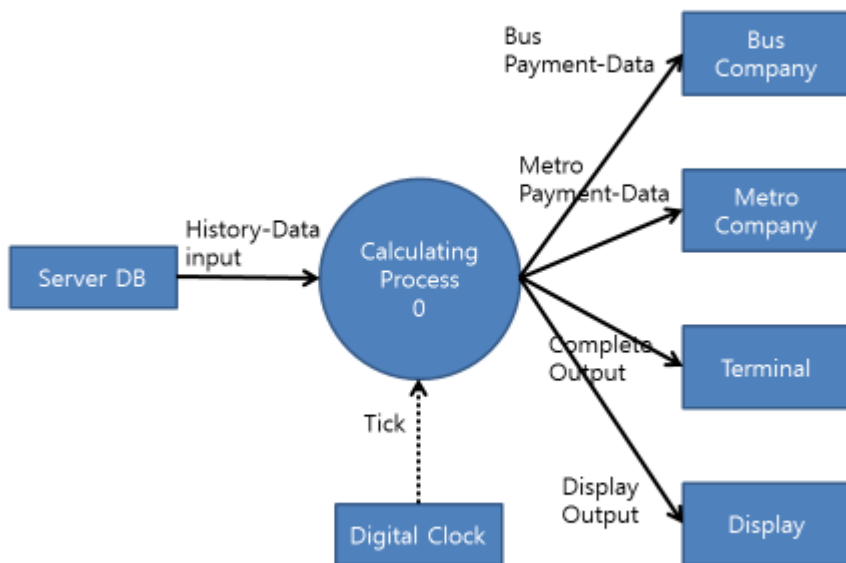 Bus
Payment-Data
Bus
Company
Metro
Payment-Data
Metro
Company
History-Data
input
Server DB
Calculating
Process
0
Complete
Output
Terminal
Tick
Display
Output
Digital Clock
Display